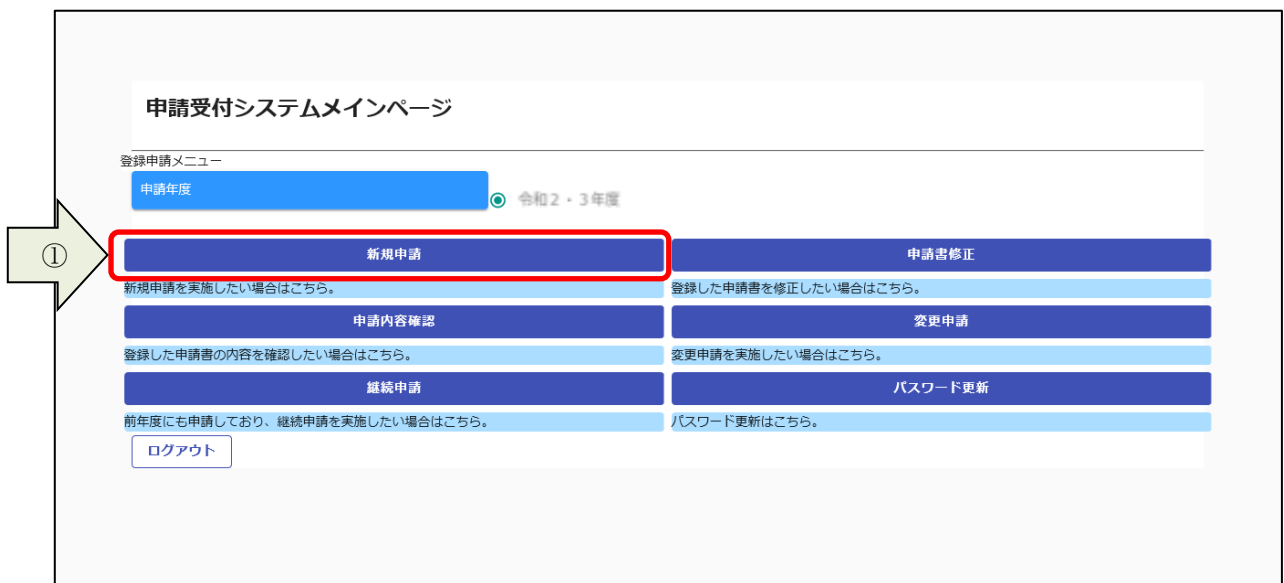 申請受付システムメインページ
登録申請メニュー
申請年度
令和2・3年度
①
新規申請
申請書修正
新規申請を実施したい場合はこちら。
登録した申請書を修正したい場合はこちら。
申請内容確認
変更申請
登録した申請書の内容を確認したい場合はこちら。
変更申請を実施したい場合はこちら。
継続申請
パスワード更新
前年度にも申請しており、継続申請を実施したい場合はこちら。
パスワード更新はこちら。
ログアウト